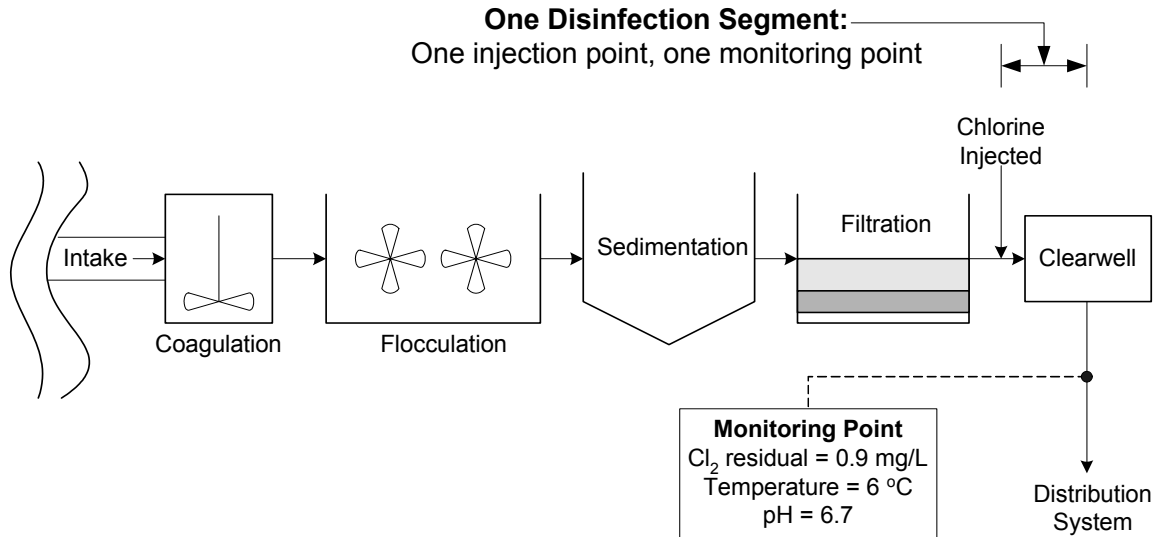 One Disinfection Segment:
One injection point, one monitoring point
Chlorine
Injected
Intake
Coagulation
Flocculation
Sedimentation
Filtration
Clearwell
Monitoring Point
Cl₂ residual = 0.9 mg/L
Temperature = 6 °C
pH = 6.7
Distribution
System